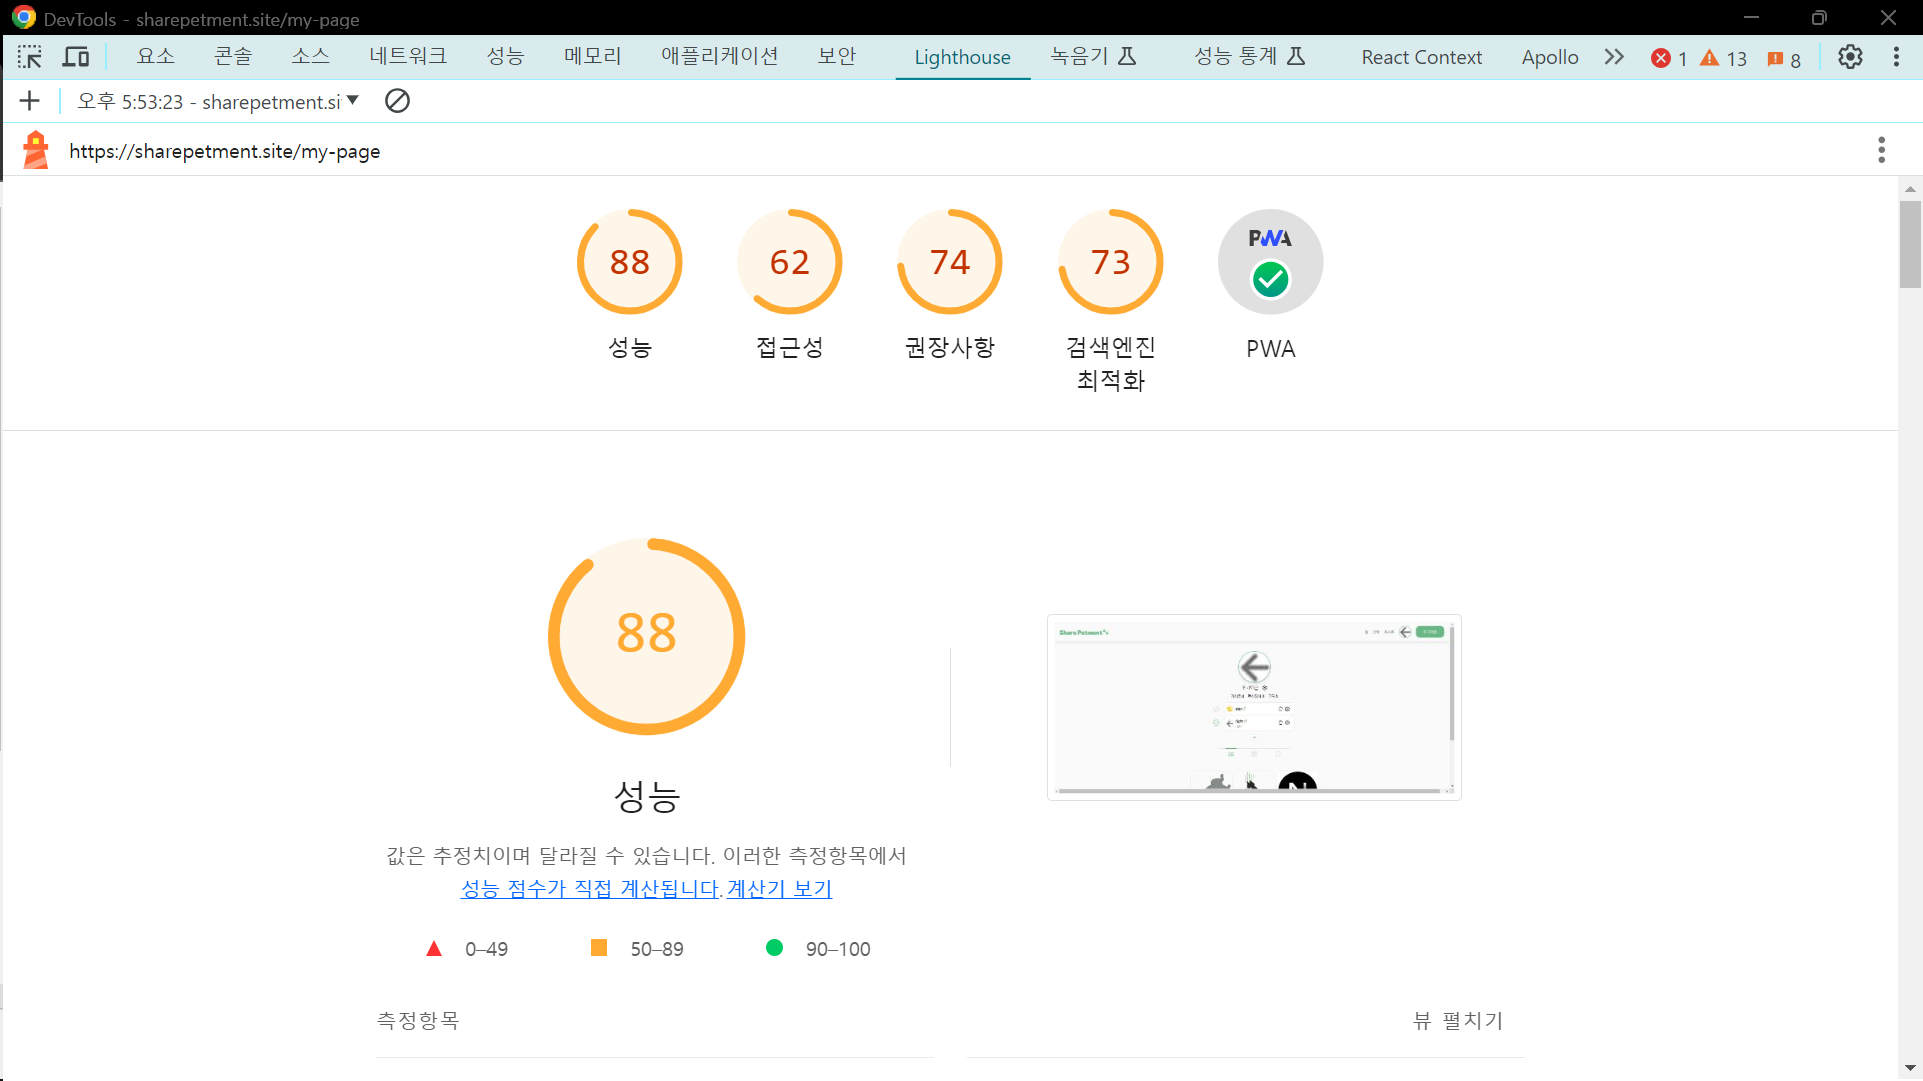 DevTools - sharepetment.site/my-page
요소 콘솔 소스 네트워크 성능 메모리 애플리케이션 보안 Lighthouse 녹음기 성능 통계 React Context Apollo 1 13 8
오후 5:53:23 - sharepetment.si
https://sharepetment.site/my-page
88 62 74 73 PWA
성능 접근성 권장사항 검색엔진 최적화 PWA
88
Share Petment
성능
값은 추정치이며 달라질 수 있습니다. 이러한 측정항목에서
성능 점수가 직접 계산됩니다. 계산기 보기
0–49 50–89 90–100
측정항목 뷰 펼치기